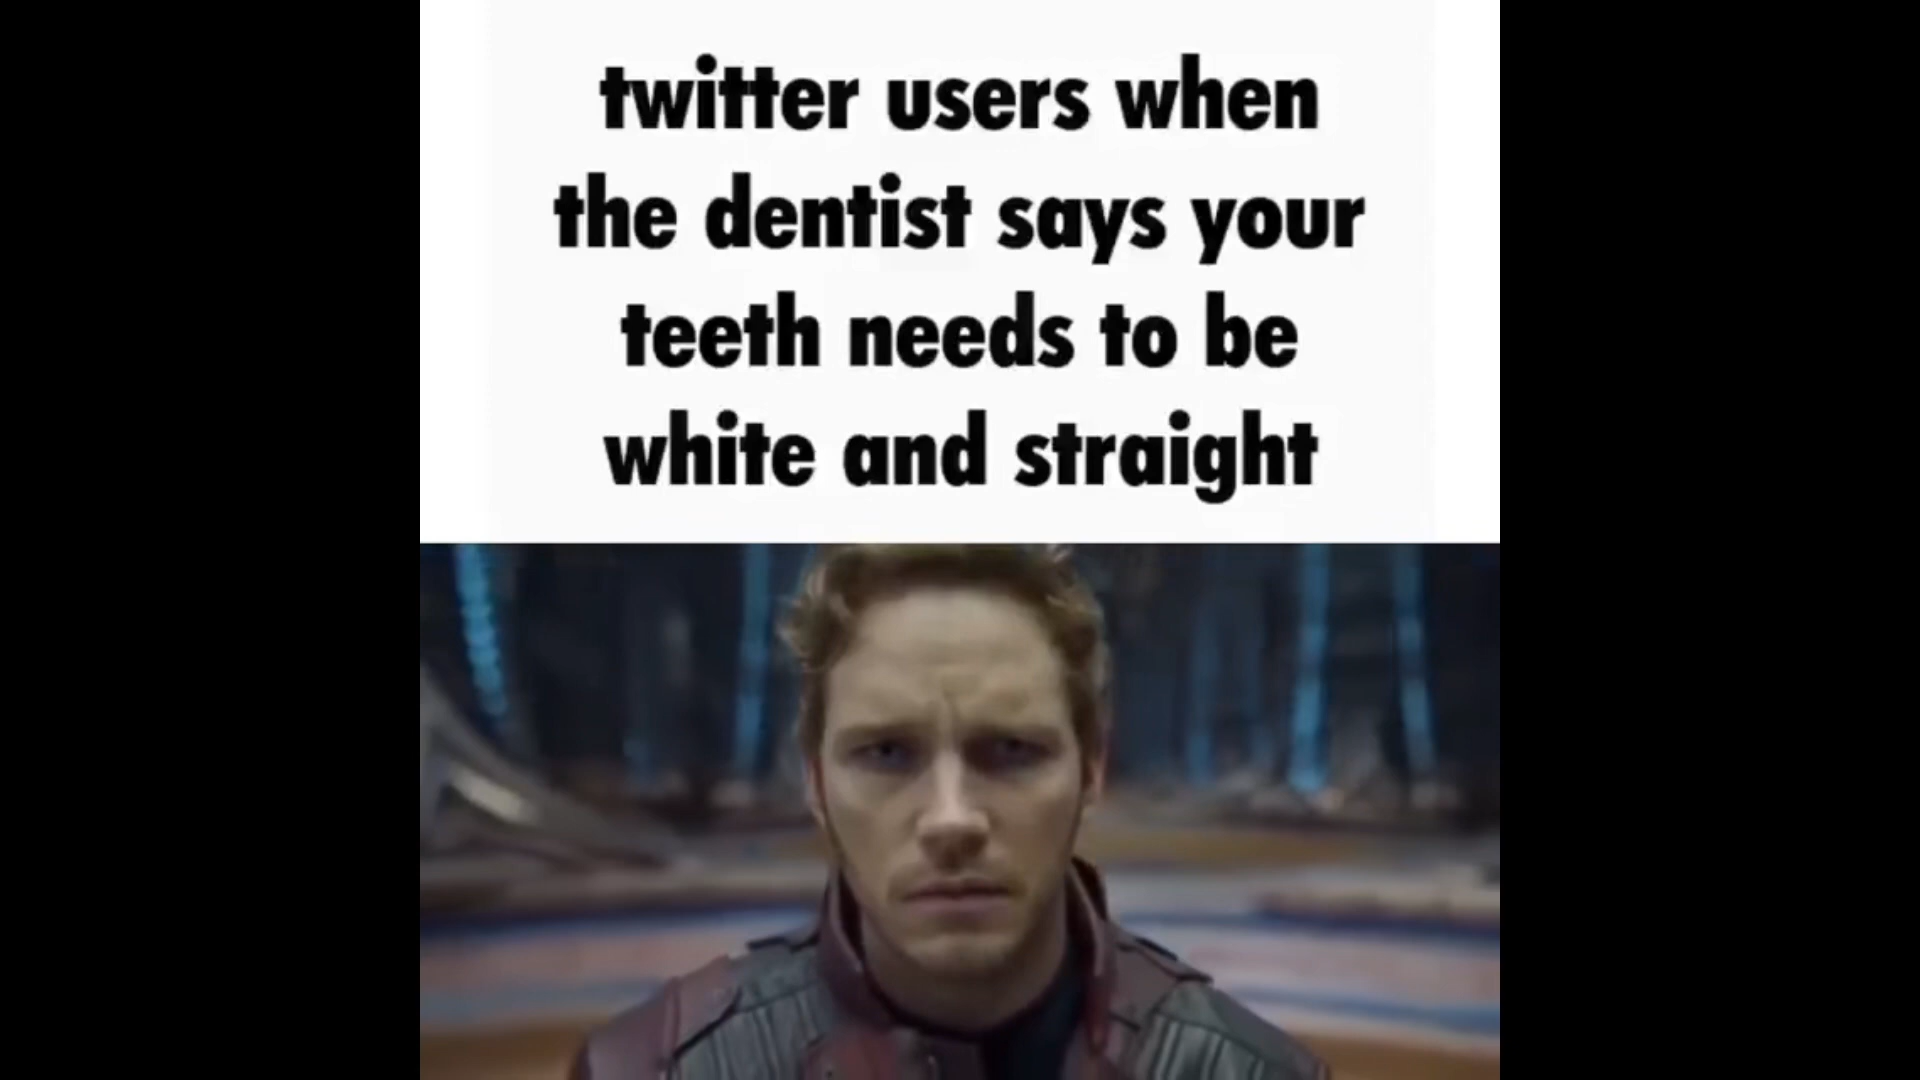 twitter users when
the dentist says your
teeth needs to be
white and straight